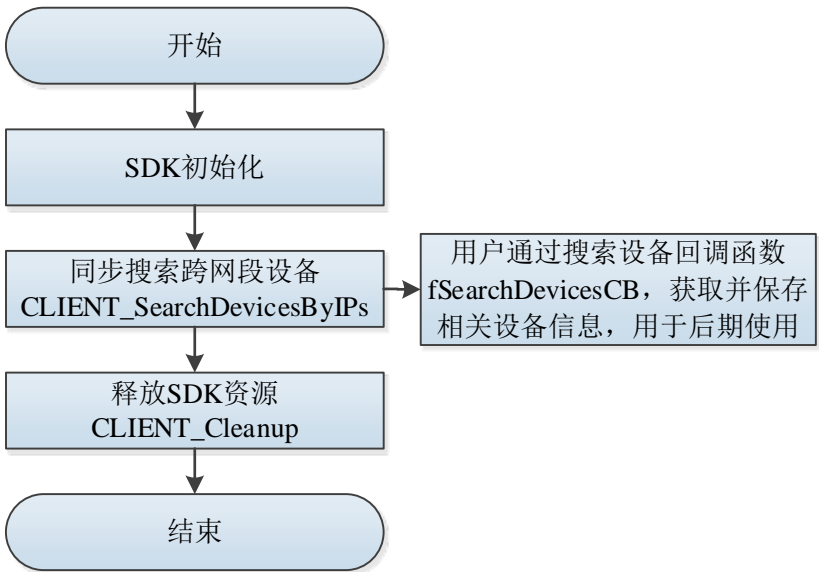 开始
SDK初始化
同步搜索跨网段设备
CLIENT_SearchDevicesByIPs
用户通过搜索设备回调函数
fSearchDevicesCB，获取并保存
相关设备信息，用于后期使用
释放SDK资源
CLIENT_Cleanup
结束